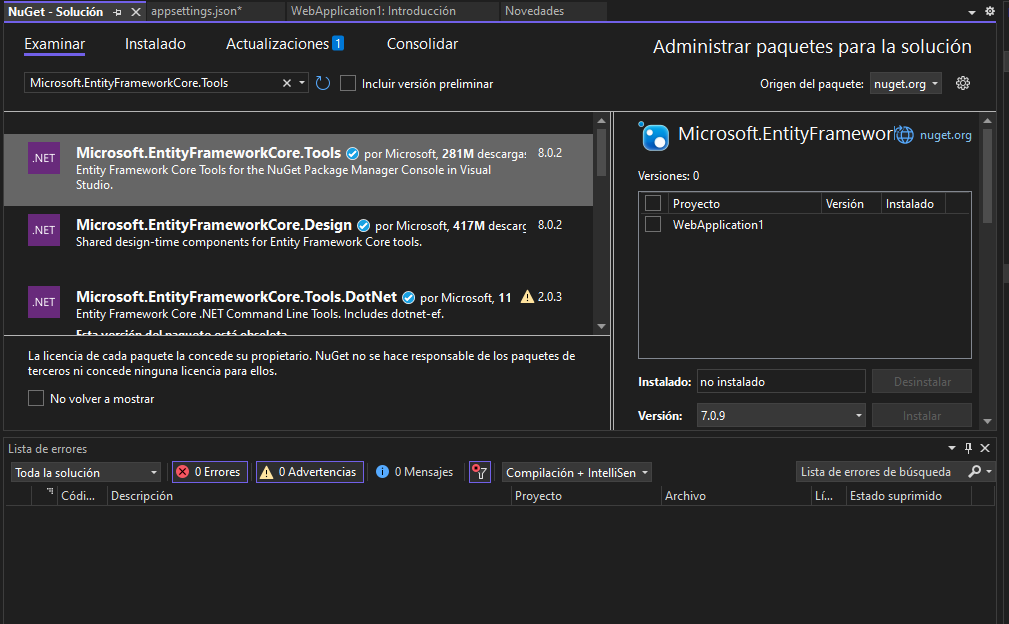 NuGet - Solución
appsettings.json*
WebApplication1: Introducción
Novedades
Examinar
Instalado
Actualizaciones 1
Consolidar
Administrar paquetes para la solución
Microsoft.EntityFrameworkCore.Tools
Incluir versión preliminar
Origen del paquete: nuget.org
.NET
Microsoft.EntityFrameworkCore.Tools por Microsoft, 281M descargas 8.0.2
Entity Framework Core Tools for the NuGet Package Manager Console in Visual
Studio.
.NET
Microsoft.EntityFrameworkCore.Design por Microsoft, 417M descarg 8.0.2
Shared design-time components for Entity Framework Core tools.
.NET
Microsoft.EntityFrameworkCore.Tools.DotNet por Microsoft, 11 2.0.3
Entity Framework Core .NET Command Line Tools. Includes dotnet-ef.
Esta versión del paquete está obsoleta
La licencia de cada paquete la concede su propietario. NuGet no se hace responsable de los paquetes de
terceros ni concede ninguna licencia para ellos.
No volver a mostrar
Microsoft.EntityFramewor nuget.org
Versiones: 0
Proyecto Versión Instalado
WebApplication1
Instalado: no instalado Desinstalar
Versión: 7.0.9 Instalar
Lista de errores
Toda la solución
0 Errores
0 Advertencias
0 Mensajes
Compilación + IntelliSen
Lista de errores de búsqueda
Códi... Descripción Proyecto Archivo Lí... Estado suprimido